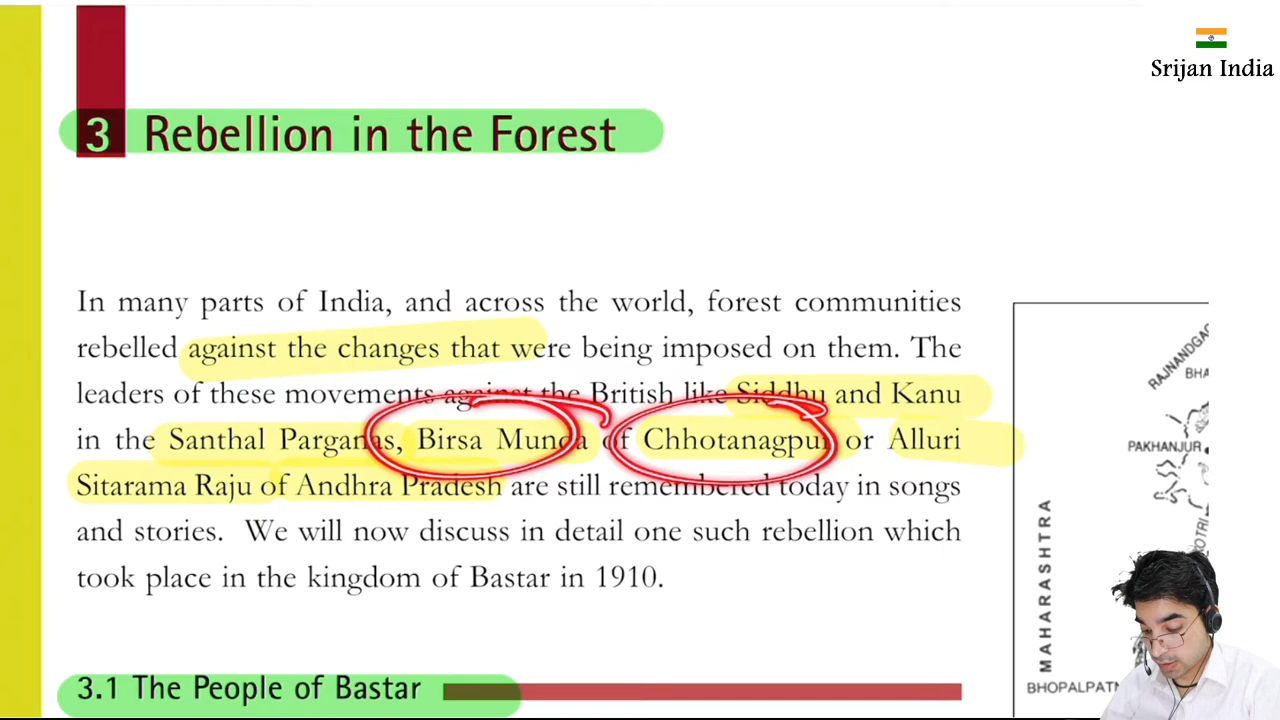 Srijan India
3 Rebellion in the Forest
In many parts of India, and across the world, forest communities
rebelled against the changes that were being imposed on them. The
leaders of these movements against the British like Siddhu and Kanu
in the Santhal Parganas, Birsa Munda of Chhotanagpur or Alluri
Sitarama Raju of Andhra Pradesh are still remembered today in songs
and stories. We will now discuss in detail one such rebellion which
took place in the kingdom of Bastar in 1910.
3.1 The People of Bastar
PAKHANJUR
MAHARASHTRA